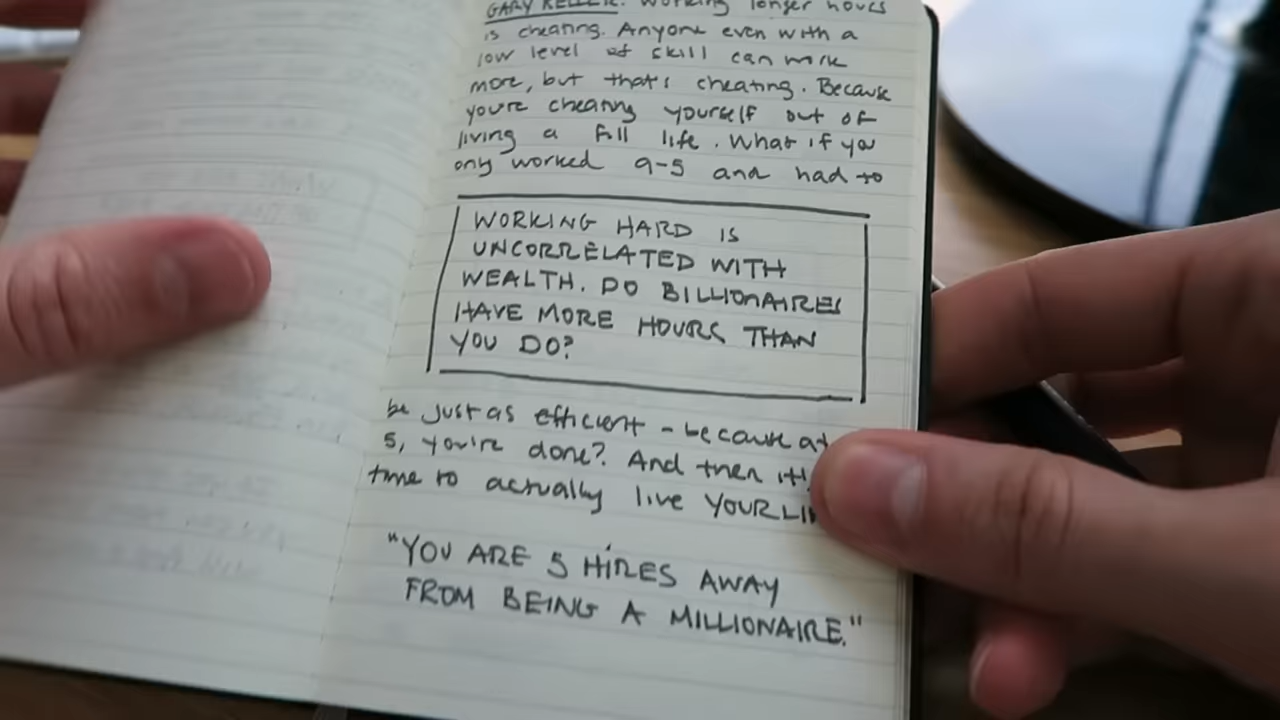 GARY KELLER: Working longer hours
is cheating. Anyone even with a
low level of skill can work
more, but that's cheating. Because
you're cheating yourself out of
living a full life. What if you
only worked 9-5 and had to
WORKING HARD IS
UNCORRELATED WITH
WEALTH. DO BILLIONAIRES
HAVE MORE HOURS THAN
YOU DO?
be just as efficient - because at
5, you're done? And then it's
time to actually live YOUR
"YOU ARE 5 HIRES AWAY
FROM BEING A MILLIONAIRE."